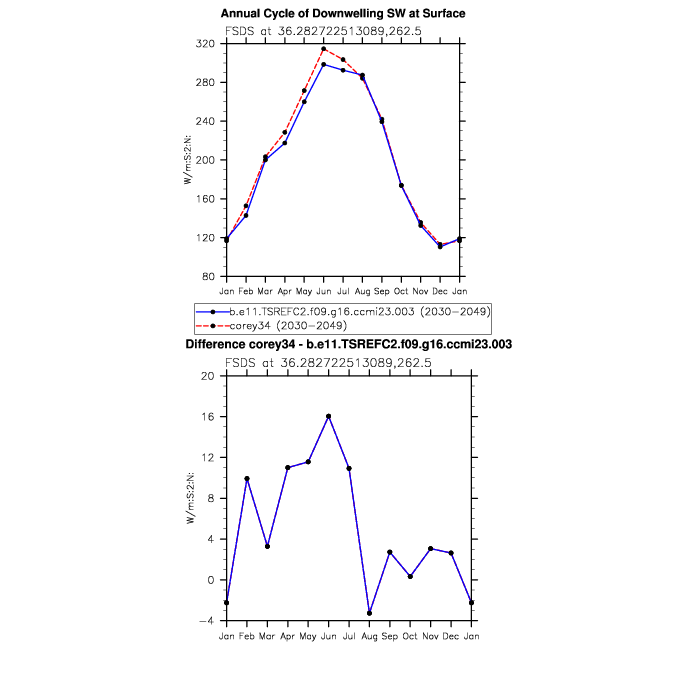 Annual Cycle of Downwelling SW at Surface
FSDS at 36.282722513089,262.5
320
280
240
200
160
120
80
W/m:S:2:N:
Jan Feb Mar Apr May Jun Jul Aug Sep Oct Nov Dec Jan
b.e11.TSREFC2.f09.g16.ccmi23.003 (2030-2049)
corey34 (2030-2049)
Difference corey34 - b.e11.TSREFC2.f09.g16.ccmi23.003
FSDS at 36.282722513089,262.5
20
16
12
8
4
0
-4
W/m:S:2:N:
Jan Feb Mar Apr May Jun Jul Aug Sep Oct Nov Dec Jan